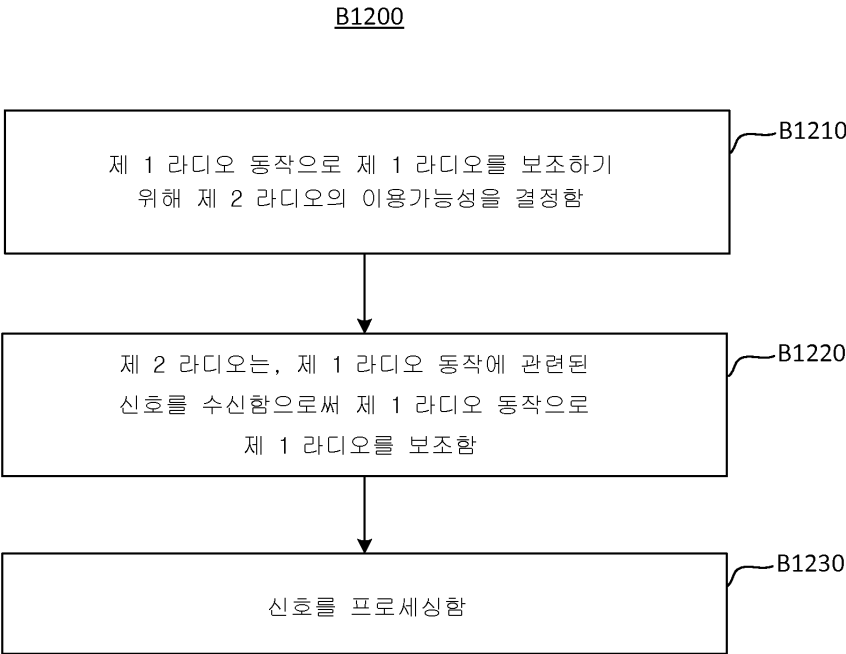 B1200
제 1 라디오 동작으로 제 1 라디오를 보조하기
위해 제 2 라디오의 이용가능성을 결정함
B1210
제 2 라디오는, 제 1 라디오 동작에 관련된
신호를 수신함으로써 제 1 라디오 동작으로
제 1 라디오를 보조함
B1220
신호를 프로세싱함
B1230